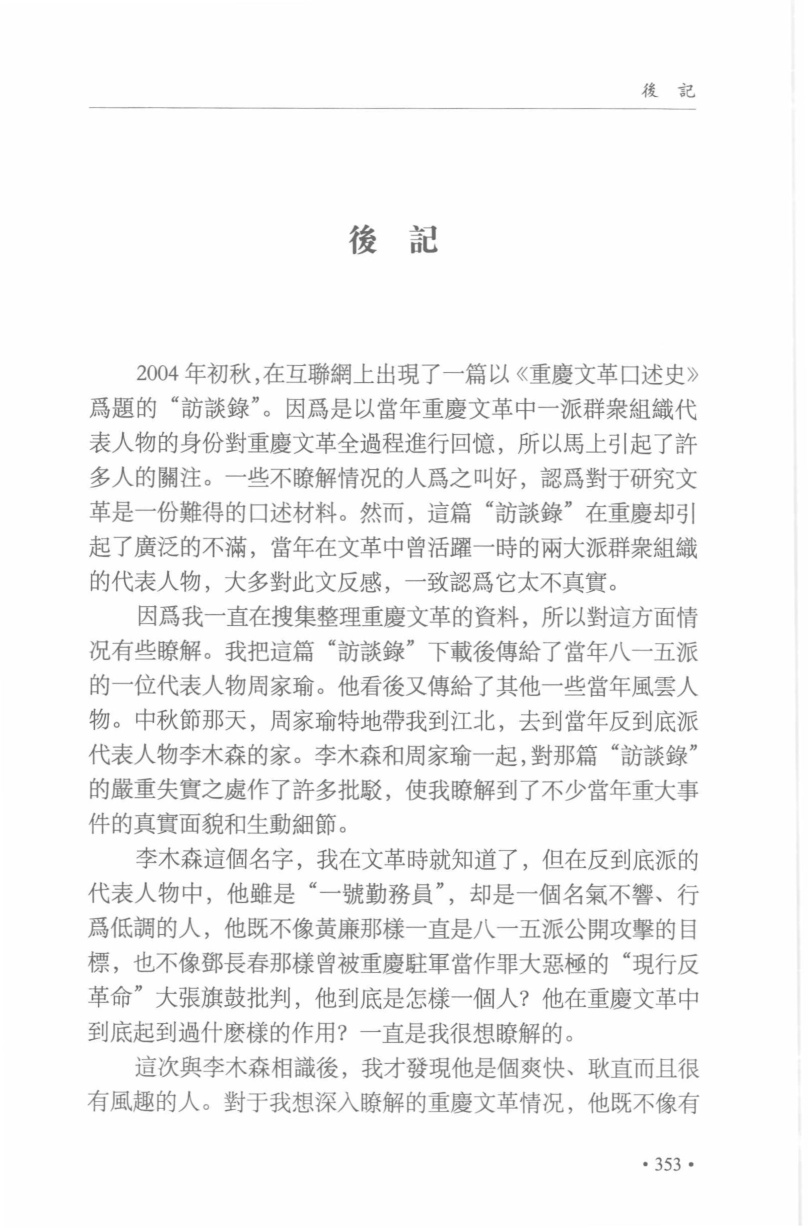 後 記
後 記
2004 年初秋,在互聯網上出現了一篇以《重慶文革口述史》
爲題的“訪談錄”。因爲是以當年重慶文革中一派群衆組織代
表人物的身份對重慶文革全過程進行回憶，所以馬上引起了許
多人的關注。一些不瞭解情况的人爲之叫好，認爲對于研究文
革是一份難得的口述材料。然而，這篇“訪談錄”在重慶却引
起了廣泛的不滿，當年在文革中曾活躍一時的兩大派群衆組織
的代表人物，大多對此文反感，一致認爲它太不真實。
因爲我一直在搜集整理重慶文革的資料，所以對這方面情
况有些瞭解。我把這篇“訪談錄”下載後傳給了當年八一五派
的一位代表人物周家瑜。他看後又傳給了其他一些當年風雲人
物。中秋節那天，周家瑜特地帶我到江北，去到當年反到底派
代表人物李木森的家。李木森和周家瑜一起,對那篇“訪談錄”
的嚴重失實之處作了許多批駁，使我瞭解到了不少當年重大事
件的真實面貌和生動細節。
李木森這個名字，我在文革時就知道了，但在反到底派的
代表人物中，他雖是“一號勤務員”，却是一個名氣不響、行
爲低調的人，他既不像黃廉那樣一直是八一五派公開攻擊的目
標，也不像鄧長春那樣曾被重慶駐軍當作罪大惡極的“現行反
革命”大張旗鼓批判，他到底是怎樣一個人？他在重慶文革中
到底起到過什麽樣的作用？一直是我很想瞭解的。
這次與李木森相識後，我才發現他是個爽快、耿直而且很
有風趣的人。對于我想深入瞭解的重慶文革情况，他既不像有
• 353 •